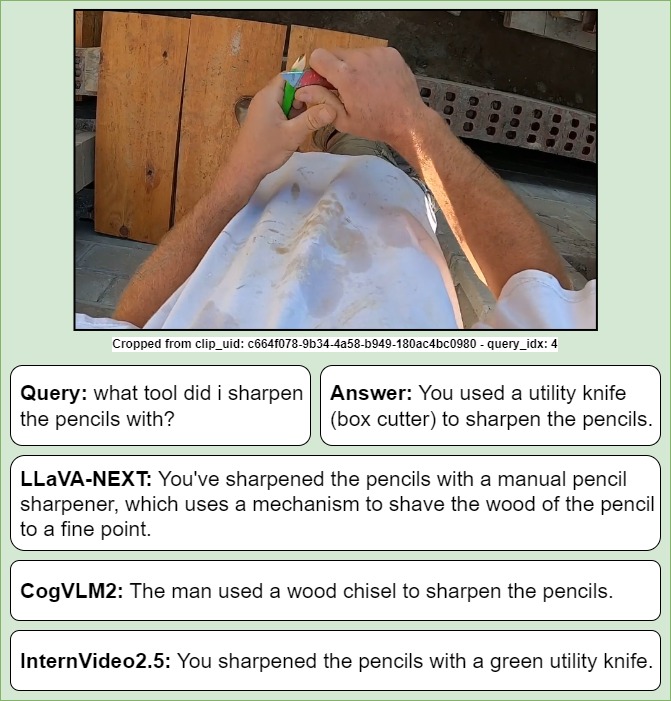 Cropped from clip_uid: c664f078-9b34-4a58-b949-180ac4bc0980 - query_idx: 4
Query: what tool did i sharpen
the pencils with?
Answer: You used a utility knife
(box cutter) to sharpen the pencils.
LLaVA-NEXT: You've sharpened the pencils with a manual pencil
sharpener, which uses a mechanism to shave the wood of the pencil
to a fine point.
CogVLM2: The man used a wood chisel to sharpen the pencils.
InternVideo2.5: You sharpened the pencils with a green utility knife.